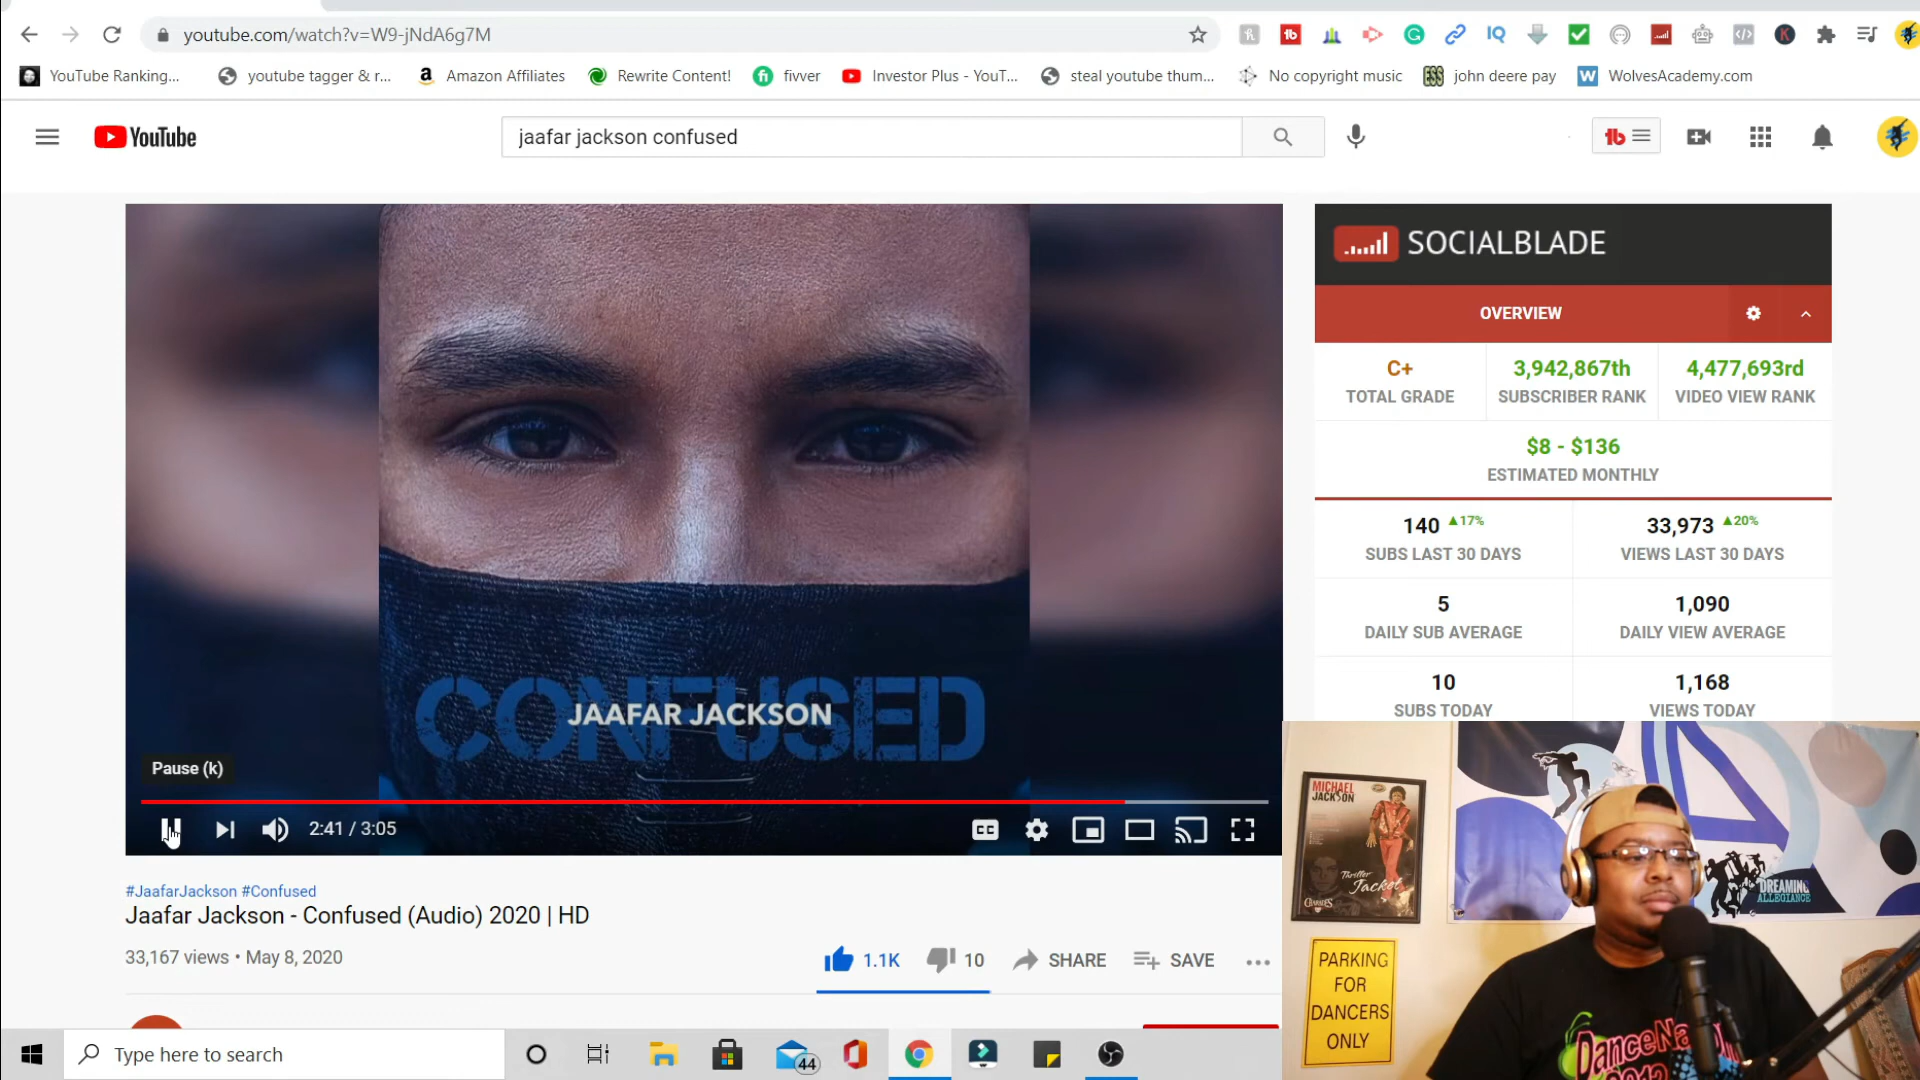 youtube.com/watch?v=W9-jNdA6g7M
YouTube Ranking...
youtube tagger & r...
Amazon Affiliates
Rewrite Content!
fivver
Investor Plus - YouT...
steal youtube thum...
No copyright music
john deere pay
WolvesAcademy.com
YouTube
jaafar jackson confused
SOCIALBLADE
OVERVIEW
C+
TOTAL GRADE
3,942,867th
SUBSCRIBER RANK
4,477,693rd
VIDEO VIEW RANK
$8 - $136
ESTIMATED MONTHLY
140 ▲17%
SUBS LAST 30 DAYS
33,973 ▲20%
VIEWS LAST 30 DAYS
5
DAILY SUB AVERAGE
1,090
DAILY VIEW AVERAGE
10
SUBS TODAY
1,168
VIEWS TODAY
CONFUSED
JAAFAR JACKSON
Pause (k)
2:41 / 3:05
CC
#JaafarJackson #Confused
Jaafar Jackson - Confused (Audio) 2020 | HD
33,167 views • May 8, 2020
1.1K
10
SHARE
SAVE
MICHAEL
JACKSON
Thriller
Jacket
DREAMING
ALLEGIANCE
PARKING
FOR
DANCERS
ONLY
Type here to search
44